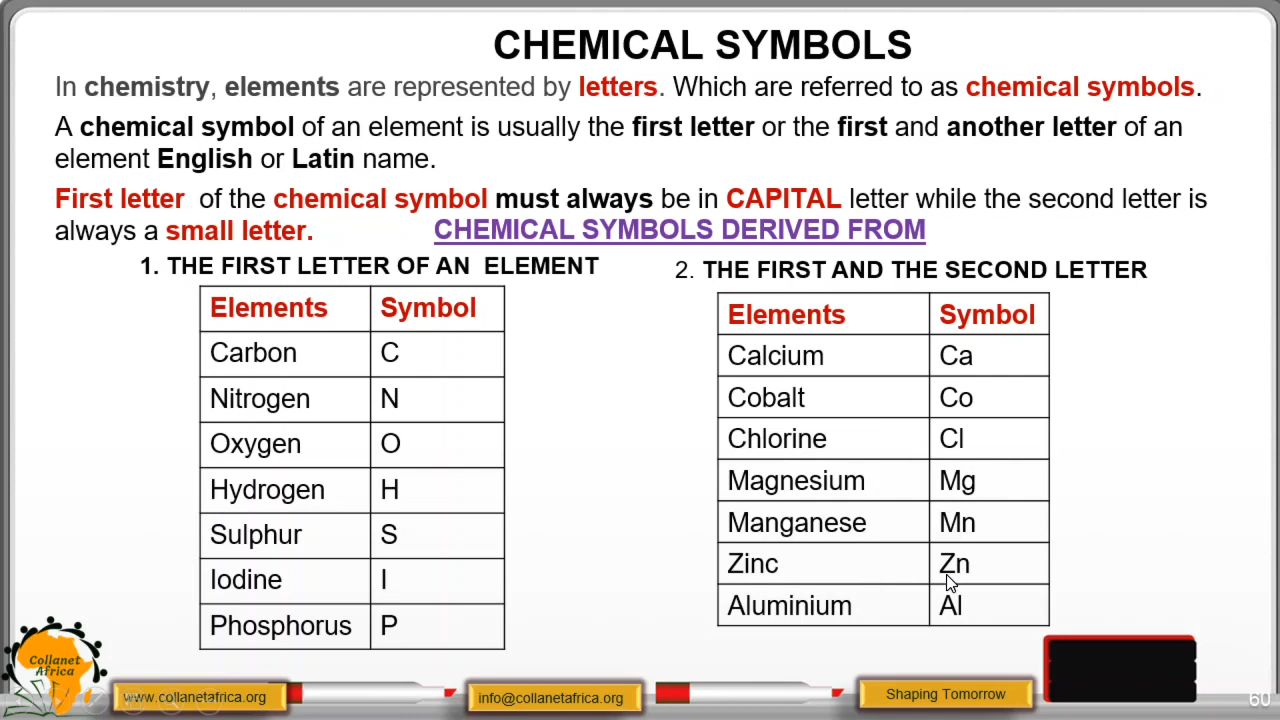 CHEMICAL SYMBOLS
In chemistry, elements are represented by letters. Which are referred to as chemical symbols.
A chemical symbol of an element is usually the first letter or the first and another letter of an
element English or Latin name.
First letter of the chemical symbol must always be in CAPITAL letter while the second letter is
always a small letter.
CHEMICAL SYMBOLS DERIVED FROM
1. THE FIRST LETTER OF AN ELEMENT
Elements Symbol
Carbon C
Nitrogen N
Oxygen O
Hydrogen H
Sulphur S
Iodine I
Phosphorus P
2. THE FIRST AND THE SECOND LETTER
Elements Symbol
Calcium Ca
Cobalt Co
Chlorine Cl
Magnesium Mg
Manganese Mn
Zinc Zn
Aluminium Al
Collanet
Africa
www.collanetafrica.org
info@collanetafrica.org
Shaping Tomorrow
60